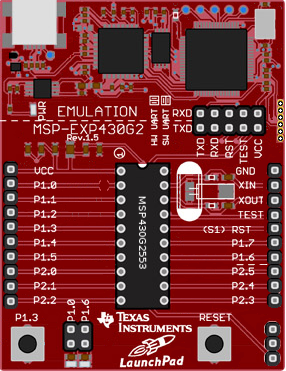 PWR
EMULATION
MSP-EXP430G2
Rev.1.5
HW UART
SW UART
RXD
TXD
TXD
RXD
RST
TEST
VCC
VCC
P1.0
P1.1
P1.2
P1.3
P1.4
P1.5
P2.0
P2.1
P2.2
MSP430G2553
GND
XIN
XOUT
TEST
(S1) RST
P1.7
P1.6
P2.5
P2.4
P2.3
P1.3
P1.0
P1.6
TEXAS
INSTRUMENTS
RESET
LaunchPad